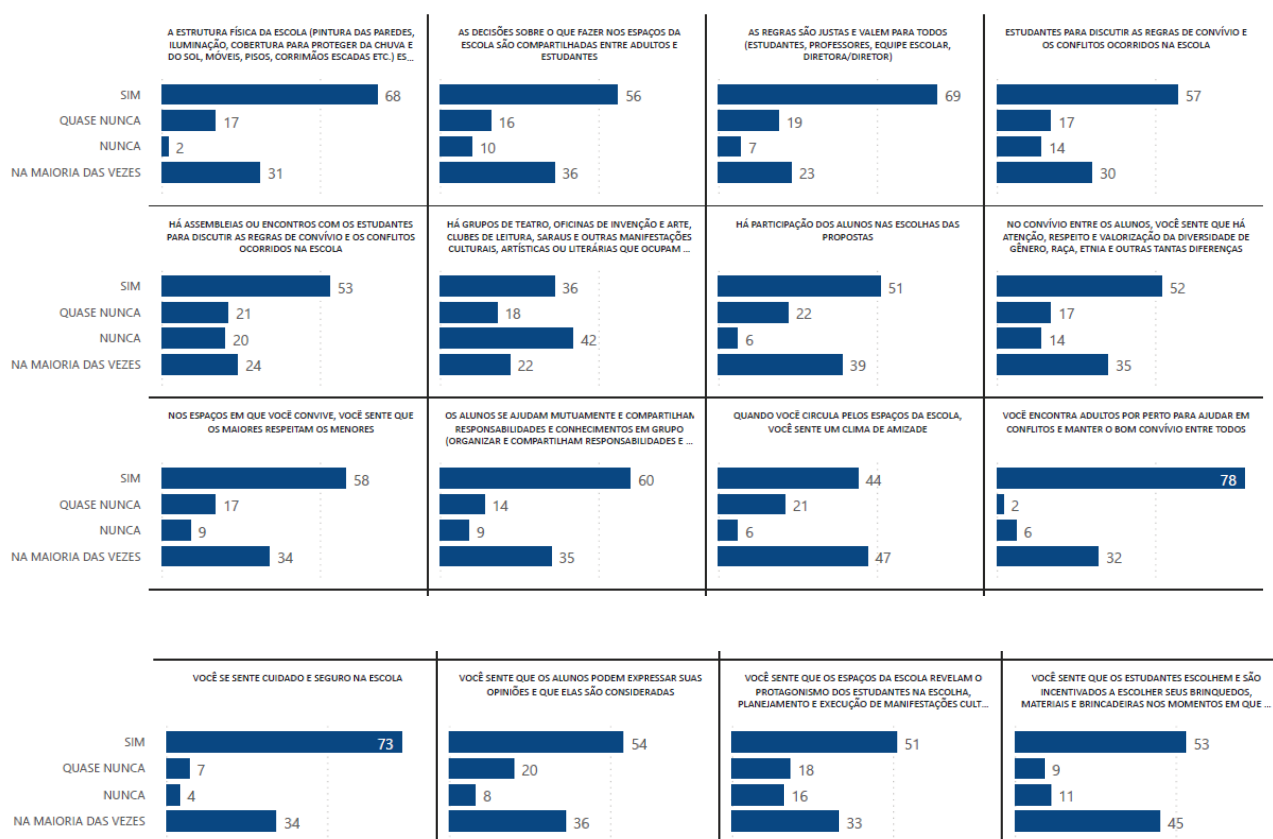 A ESTRUTURA FÍSICA DA ESCOLA (PINTURA DAS PAREDES,
ILUMINAÇÃO, COBERTURA PARA PROTEGER DA CHUVA E
DO SOL, MÓVEIS, PISOS, CORRIMÃOS ESCADAS ETC.) ES...
AS DECISÕES SOBRE O QUE FAZER NOS ESPAÇOS DA
ESCOLA SÃO COMPARTILHADAS ENTRE ADULTOS E
ESTUDANTES
AS REGRAS SÃO JUSTAS E VALEM PARA TODOS
(ESTUDANTES, PROFESSORES, EQUIPE ESCOLAR,
DIRETORA/DIRETOR)
ESTUDANTES PARA DISCUTIR AS REGRAS DE CONVÍVIO E
OS CONFLITOS OCORRIDOS NA ESCOLA
SIM 68 56 69 57
QUASE NUNCA 17 16 19 17
NUNCA 2 10 7 14
NA MAIORIA DAS VEZES 31 36 23 30
HÁ ASSEMBLEIAS OU ENCONTROS COM OS ESTUDANTES
PARA DISCUTIR AS REGRAS DE CONVÍVIO E OS CONFLITOS
OCORRIDOS NA ESCOLA
HÁ GRUPOS DE TEATRO, OFICINAS DE INVENÇÃO E ARTE,
CLUBES DE LEITURA, SARAUS E OUTRAS MANIFESTAÇÕES
CULTURAIS, ARTÍSTICAS OU LITERÁRIAS QUE OCUPAM ...
HÁ PARTICIPAÇÃO DOS ALUNOS NAS ESCOLHAS DAS
PROPOSTAS
NO CONVÍVIO ENTRE OS ALUNOS, VOCÊ SENTE QUE HÁ
ATENÇÃO, RESPEITO E VALORIZAÇÃO DA DIVERSIDADE DE
GÊNERO, RAÇA, ETNIA E OUTRAS TANTAS DIFERENÇAS
SIM 53 36 51 52
QUASE NUNCA 21 18 22 17
NUNCA 20 42 6 14
NA MAIORIA DAS VEZES 24 22 39 35
NOS ESPAÇOS EM QUE VOCÊ CONVIVE, VOCÊ SENTE QUE
OS MAIORES RESPEITAM OS MENORES
OS ALUNOS SE AJUDAM MUTUAMENTE E COMPARTILHAM
RESPONSABILIDADES E CONHECIMENTOS EM GRUPO
(ORGANIZAR E COMPARTILHAM RESPONSABILIDADES E ...
QUANDO VOCÊ CIRCULA PELOS ESPAÇOS DA ESCOLA,
VOCÊ SENTE UM CLIMA DE AMIZADE
VOCÊ ENCONTRA ADULTOS POR PERTO PARA AJUDAR EM
CONFLITOS E MANTER O BOM CONVÍVIO ENTRE TODOS
SIM 58 60 44 78
QUASE NUNCA 17 14 21 2
NUNCA 9 9 6 6
NA MAIORIA DAS VEZES 34 35 47 32
VOCÊ SE SENTE CUIDADO E SEGURO NA ESCOLA
VOCÊ SENTE QUE OS ALUNOS PODEM EXPRESSAR SUAS
OPINIÕES E QUE ELAS SÃO CONSIDERADAS
VOCÊ SENTE QUE OS ESPAÇOS DA ESCOLA REVELAM O
PROTAGONISMO DOS ESTUDANTES NA ESCOLHA,
PLANEJAMENTO E EXECUÇÃO DE MANIFESTAÇÕES CULT...
VOCÊ SENTE QUE OS ESTUDANTES ESCOLHEM E SÃO
INCENTIVADOS A ESCOLHER SEUS BRINQUEDOS,
MATERIAIS E BRINCADEIRAS NOS MOMENTOS EM QUE ...
SIM 73 54 51 53
QUASE NUNCA 7 20 18 9
NUNCA 4 8 16 11
NA MAIORIA DAS VEZES 34 36 33 45